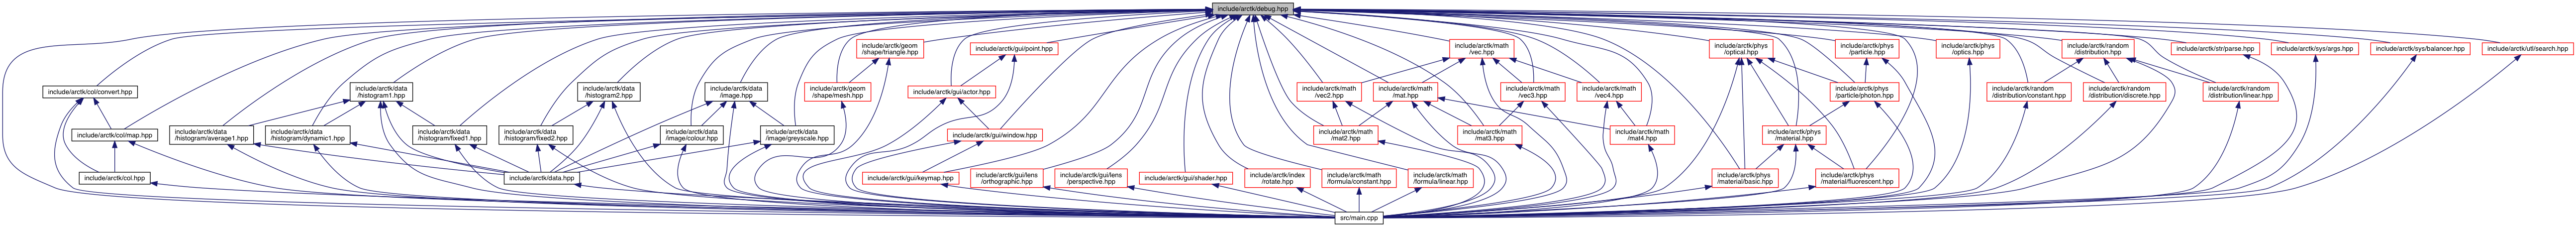 include/arctk/debug.hpp
include/arctk/geom
/shape/triangle.hpp
include/arctk/gui/point.hpp
include/arctk/math
/vec.hpp
include/arctk/phys
/optical.hpp
include/arctk/phys
/particle.hpp
include/arctk/phys
/optics.hpp
include/arctk/random
/distribution.hpp
include/arctk/str/parse.hpp
include/arctk/sys/args.hpp
include/arctk/sys/balancer.hpp
include/arctk/utl/search.hpp
include/arctk/col/convert.hpp
include/arctk/data
/histogram1.hpp
include/arctk/data
/histogram2.hpp
include/arctk/data
/image.hpp
include/arctk/geom
/shape/mesh.hpp
include/arctk/gui/actor.hpp
include/arctk/math
/vec2.hpp
include/arctk/math
/mat.hpp
include/arctk/math
/vec3.hpp
include/arctk/math
/vec4.hpp
include/arctk/phys
/particle/photon.hpp
include/arctk/random
/distribution/constant.hpp
include/arctk/random
/distribution/discrete.hpp
include/arctk/random
/distribution/linear.hpp
include/arctk/col/map.hpp
include/arctk/data
/histogram/average1.hpp
include/arctk/data
/histogram/dynamic1.hpp
include/arctk/data
/histogram/fixed1.hpp
include/arctk/data
/histogram/fixed2.hpp
include/arctk/data
/image/colour.hpp
include/arctk/data
/image/greyscale.hpp
include/arctk/gui/window.hpp
include/arctk/math
/mat2.hpp
include/arctk/math
/mat3.hpp
include/arctk/math
/mat4.hpp
include/arctk/phys
/material.hpp
include/arctk/col.hpp
include/arctk/data.hpp
include/arctk/gui/keymap.hpp
include/arctk/gui/lens
/orthographic.hpp
include/arctk/gui/lens
/perspective.hpp
include/arctk/gui/shader.hpp
include/arctk/index
/rotate.hpp
include/arctk/math
/formula/constant.hpp
include/arctk/math
/formula/linear.hpp
include/arctk/phys
/material/basic.hpp
include/arctk/phys
/material/fluorescent.hpp
src/main.cpp